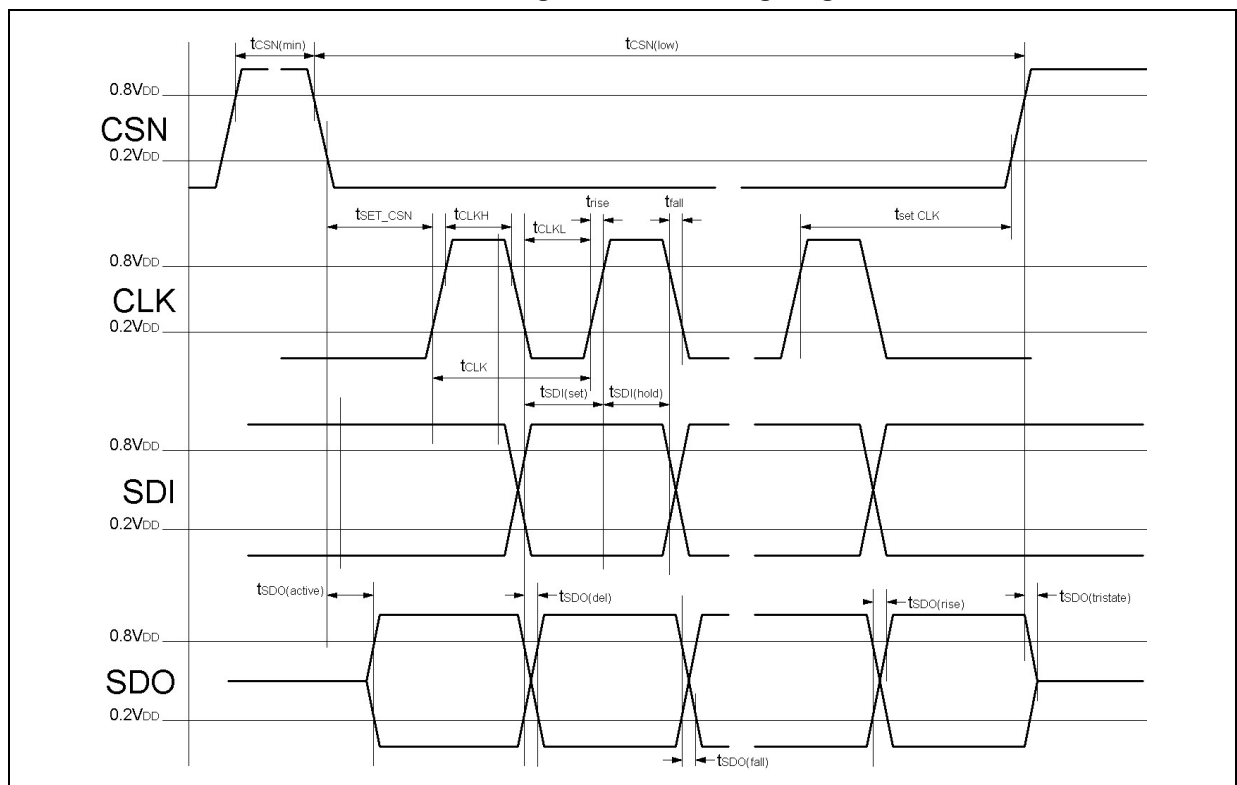 tCSN(min)
tCSN(low)
0.8VDD
CSN
0.2VDD
tSET_CSN
tCLKH
tCLKL
trise
tfall
tset CLK
0.8VDD
CLK
0.2VDD
tCLK
tSDI(set)
tSDI(hold)
0.8VDD
SDI
0.2VDD
tSDO(active)
tSDO(del)
tSDO(rise)
tSDO(tristate)
0.8VDD
SDO
0.2VDD
tSDO(fall)